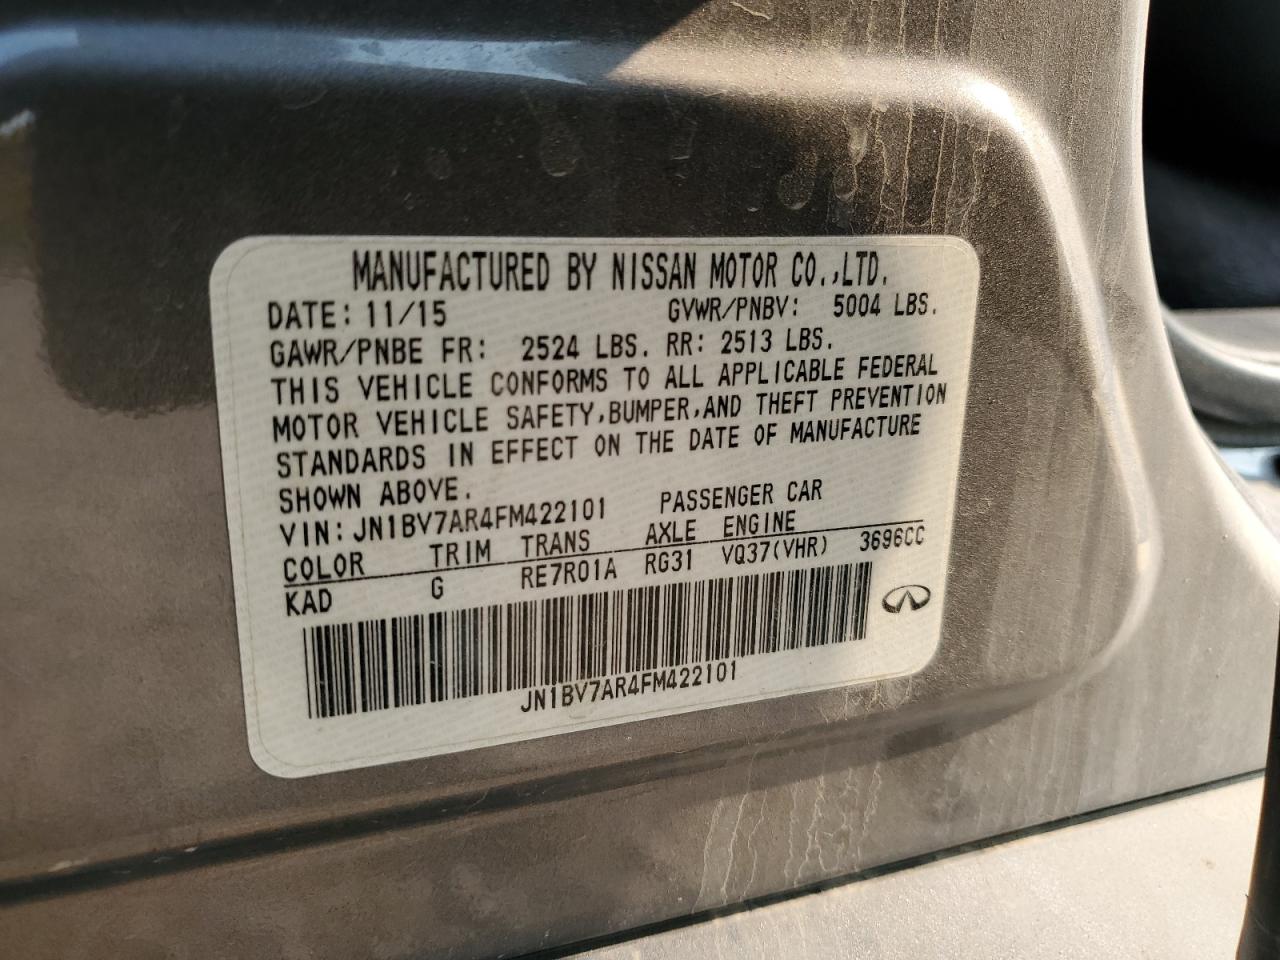 MANUFACTURED BY NISSAN MOTOR CO.,LTD.
DATE: 11/15 GVWR/PNBV: 5004 LBS.
GAWR/PNBE FR: 2524 LBS. RR: 2513 LBS.
THIS VEHICLE CONFORMS TO ALL APPLICABLE FEDERAL
MOTOR VEHICLE SAFETY,BUMPER,AND THEFT PREVENTION
STANDARDS IN EFFECT ON THE DATE OF MANUFACTURE
SHOWN ABOVE.
VIN:JN1BV7AR4FM422101 PASSENGER CAR
COLOR TRIM TRANS AXLE ENGINE
KAD G RE7R01A RG31 VQ37(VHR) 3696CC
JN1BV7AR4FM422101